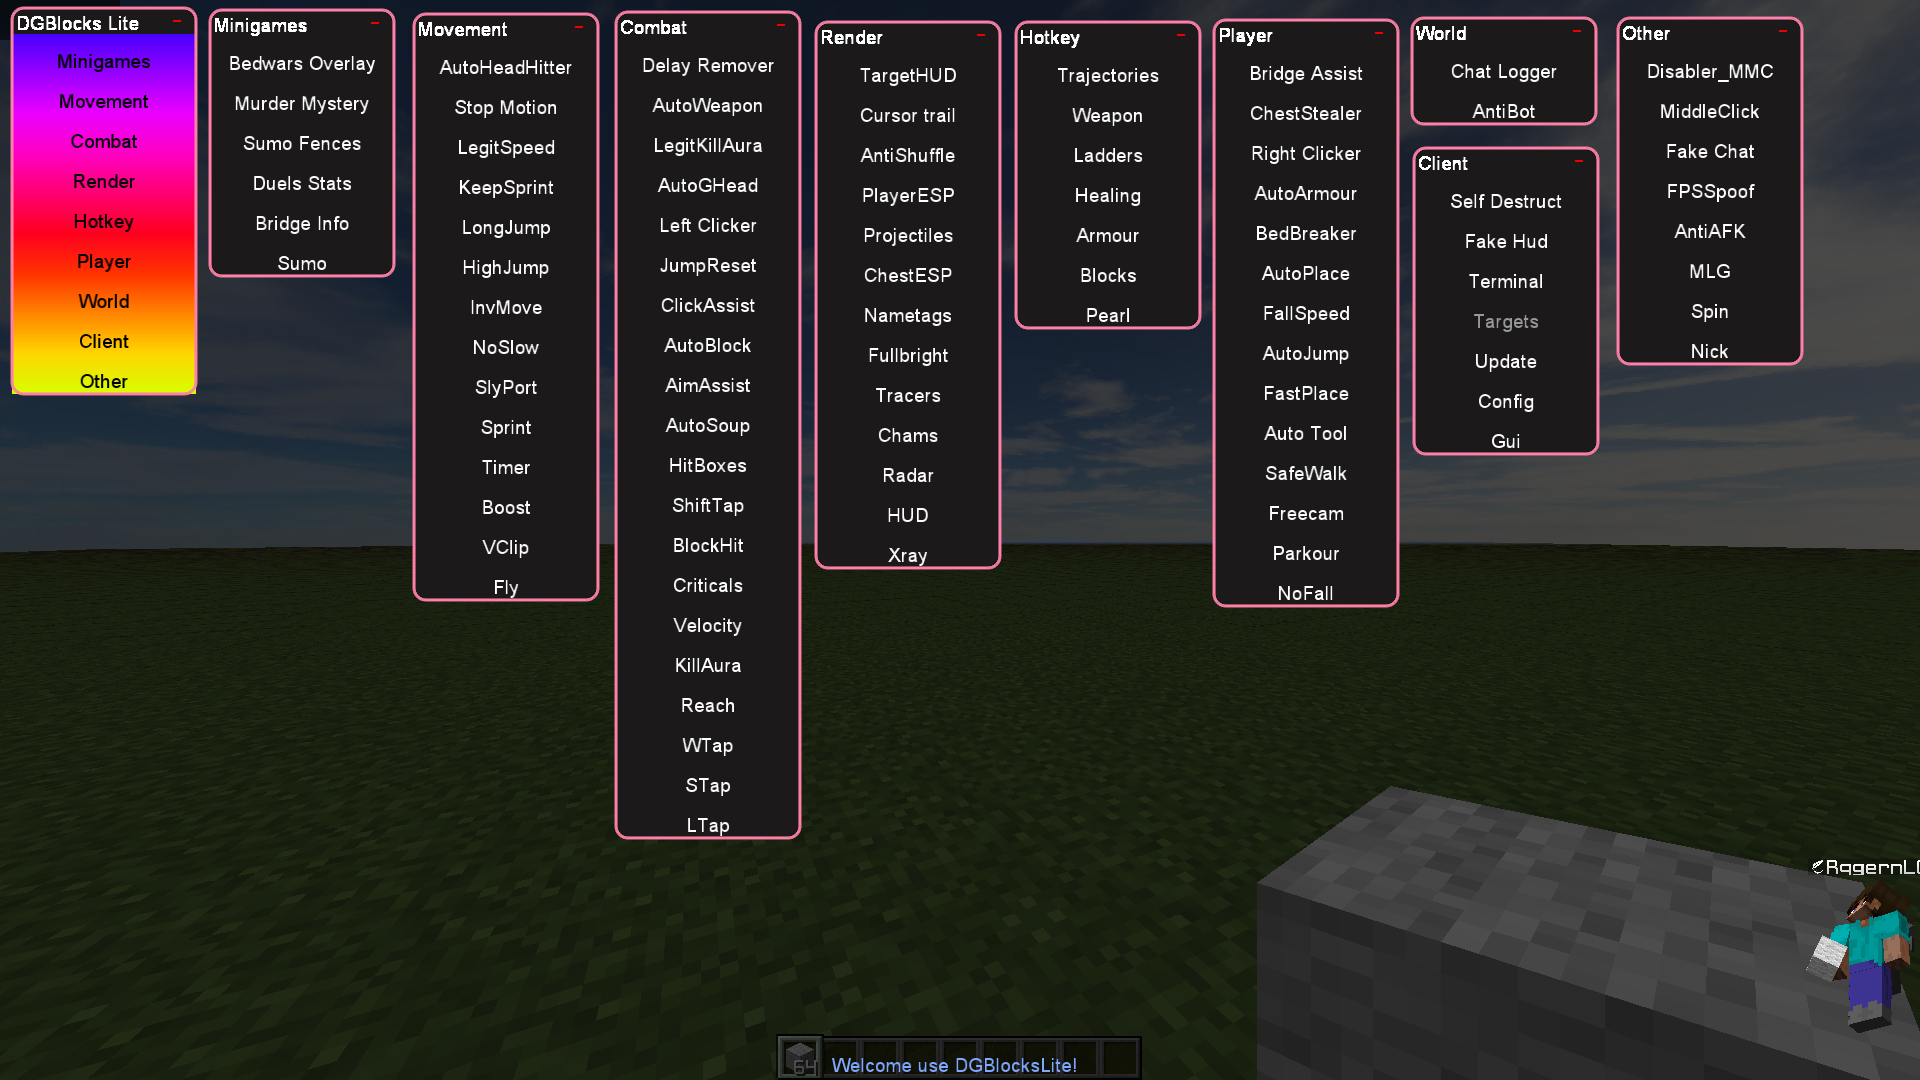 DGBlocks Lite
Minigames
Movement
Combat
Render
Hotkey
Player
World
Client
Other
Minigames
Bedwars Overlay
Murder Mystery
Sumo Fences
Duels Stats
Bridge Info
Sumo
Movement
AutoHeadHitter
Stop Motion
LegitSpeed
KeepSprint
LongJump
HighJump
InvMove
NoSlow
SlyPort
Sprint
Timer
Boost
VClip
Fly
Combat
Delay Remover
AutoWeapon
LegitKillAura
AutoGHead
Left Clicker
JumpReset
ClickAssist
AutoBlock
AimAssist
AutoSoup
HitBoxes
ShiftTap
BlockHit
Criticals
Velocity
KillAura
Reach
WTap
STap
LTap
Render
TargetHUD
Cursor trail
AntiShuffle
PlayerESP
Projectiles
ChestESP
Nametags
Fullbright
Tracers
Chams
Radar
HUD
Xray
Hotkey
Trajectories
Weapon
Ladders
Healing
Armour
Blocks
Pearl
Player
Bridge Assist
ChestStealer
Right Clicker
AutoArmour
BedBreaker
AutoPlace
FallSpeed
AutoJump
FastPlace
Auto Tool
SafeWalk
Freecam
Parkour
NoFall
World
Chat Logger
AntiBot
Client
Self Destruct
Fake Hud
Terminal
Targets
Update
Config
Gui
Other
Disabler_MMC
MiddleClick
Fake Chat
FPSSpoof
AntiAFK
MLG
Spin
Nick
64
Welcome use DGBlocksLite!